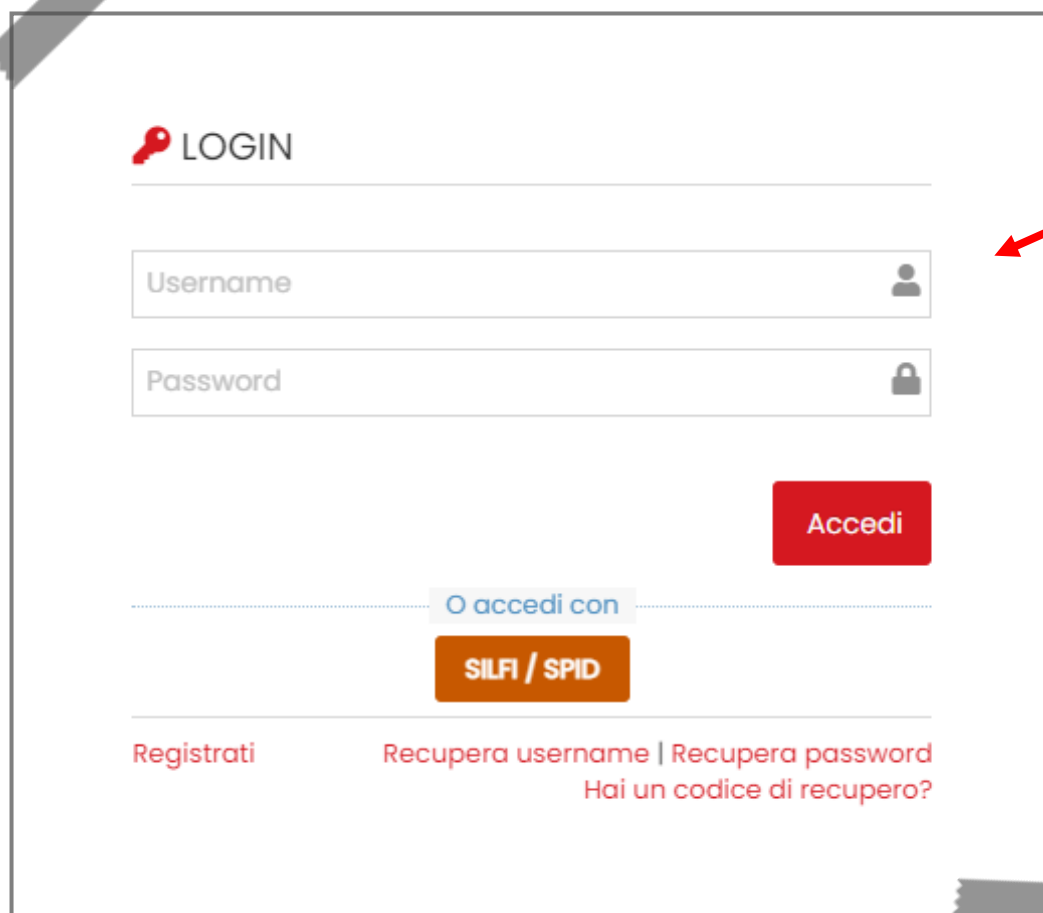 LOGIN
Username
Password
Accedi
O accedi con
SILFI / SPID
Registrati Recupera username | Recupera password
Hai un codice di recupero?